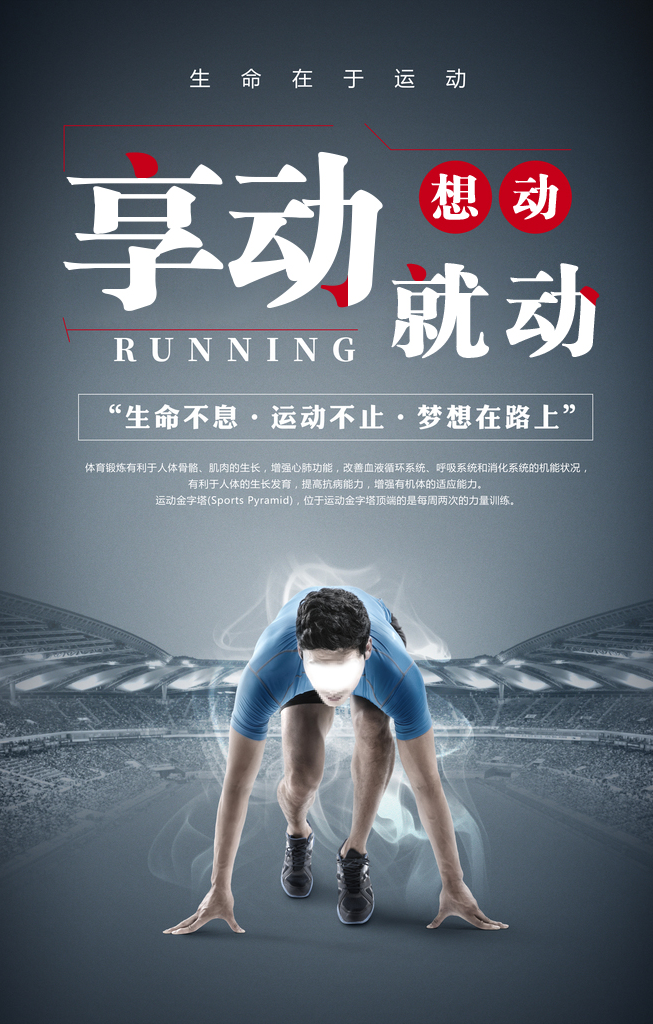 生命在于运动
享动
想动
就动
RUNNING
“生命不息·运动不止·梦想在路上”
体育锻炼有利于人体骨骼、肌肉的生长，增强心肺功能，改善血液循环系统、呼吸系统和消化系统的机能状况，
有利于人体的生长发育，提高抗病能力，增强有机体的适应能力。
运动金字塔(Sports Pyramid)，位于运动金字塔顶端的是每周两次的力量训练。